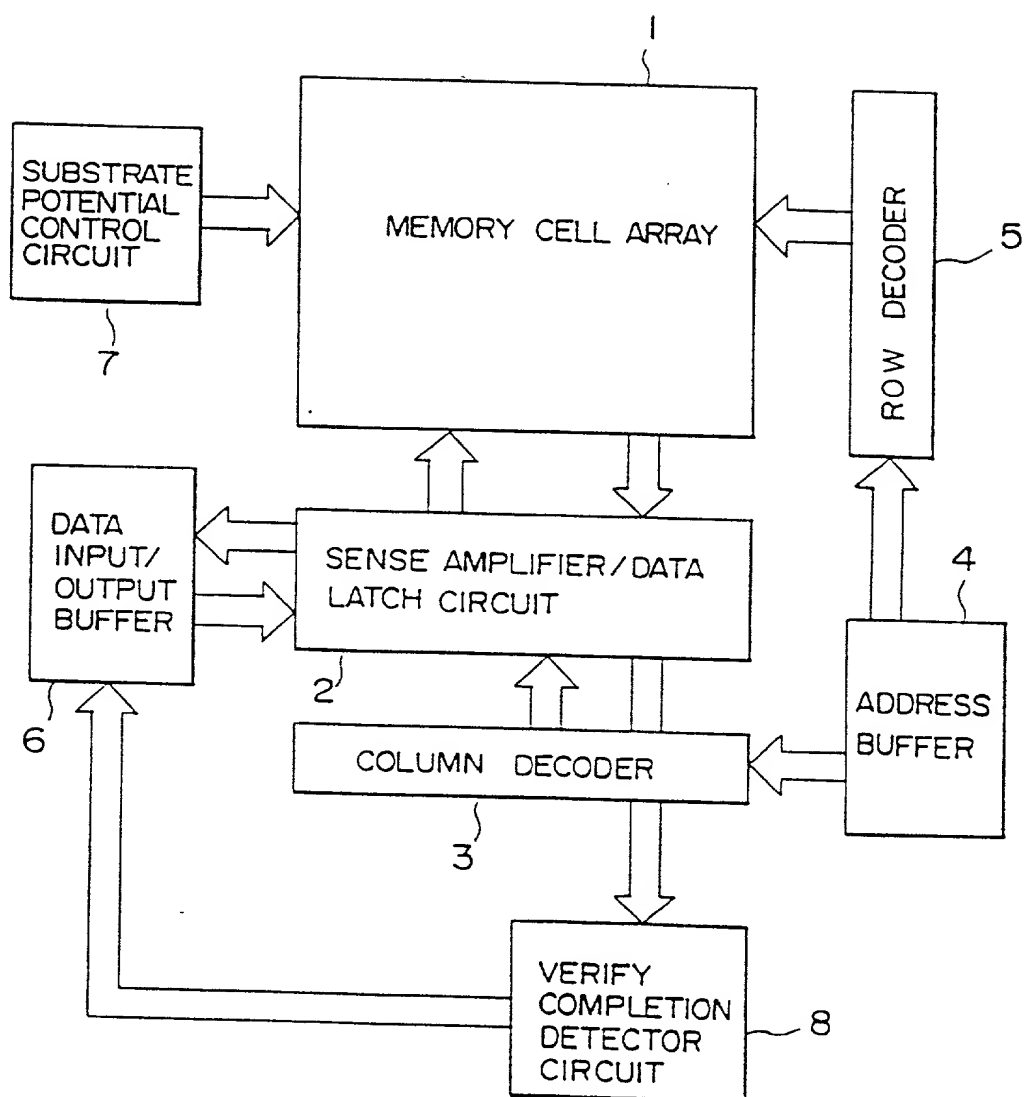 1
MEMORY CELL ARRAY
SUBSTRATE
POTENTIAL
CONTROL
CIRCUIT
7
ROW DECODER
5
DATA
INPUT/
OUTPUT
BUFFER
6
SENSE AMPLIFIER/DATA
LATCH CIRCUIT
2
4
ADDRESS
BUFFER
COLUMN DECODER
3
VERIFY
COMPLETION
DETECTOR
CIRCUIT
8